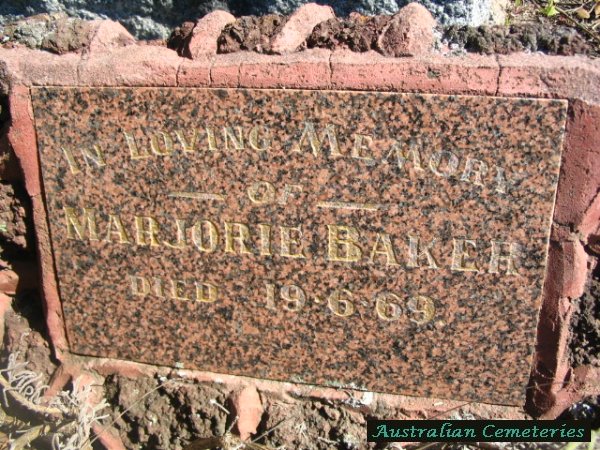 IN LOVING MEMORY
OF
MARJORIE BAKER
DIED 19·6·69.
Australian Cemeteries